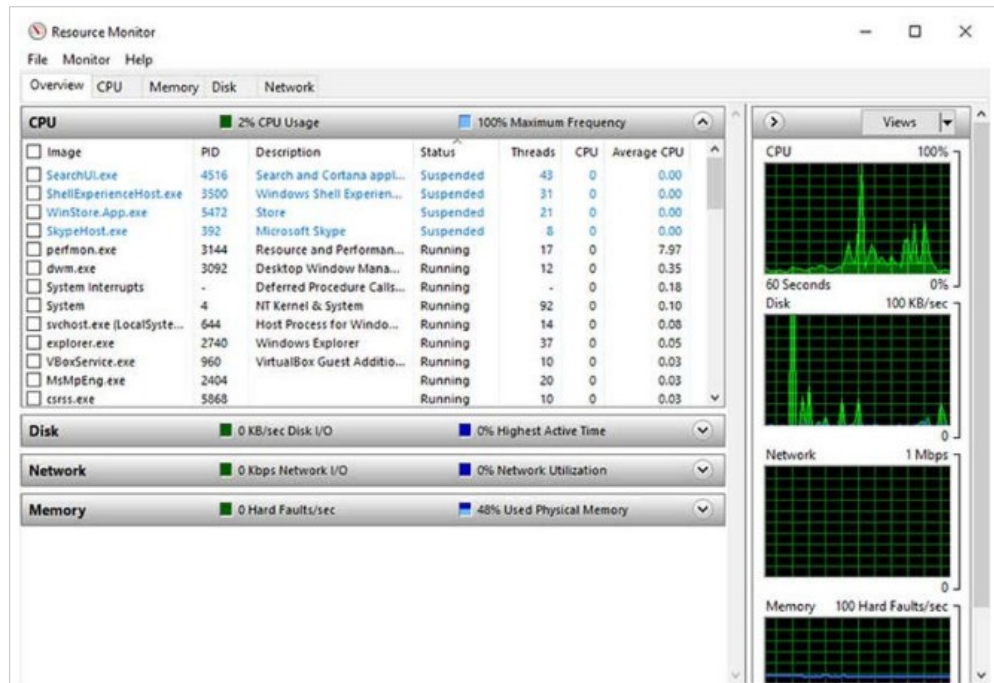 Resource Monitor
File Monitor Help
Overview CPU Memory Disk Network
CPU 2% CPU Usage 100% Maximum Frequency
Image PID Description Status Threads CPU Average CPU
SearchUI.exe 4516 Search and Cortana appl... Suspended 43 0 0.00
ShellExperienceHost.exe 3500 Windows Shell Experien... Suspended 31 0 0.00
WinStore.App.exe 5472 Store Suspended 21 0 0.00
SkypeHost.exe 392 Microsoft Skype Suspended 8 0 0.00
perfmon.exe 3144 Resource and Performan... Running 17 0 7.97
dwm.exe 3092 Desktop Window Mana... Running 12 0 0.35
System Interrupts - Deferred Procedure Calls... Running - 0 0.18
System 4 NT Kernel & System Running 92 0 0.10
svchost.exe (LocalSyste... 644 Host Process for Windo... Running 14 0 0.08
explorer.exe 2740 Windows Explorer Running 37 0 0.05
VBoxService.exe 960 VirtualBox Guest Additio... Running 10 0 0.03
MsMpEng.exe 2404 Running 20 0 0.03
csrss.exe 5868 Running 10 0 0.03
Disk 0 KB/sec Disk I/O 0% Highest Active Time
Network 0 Kbps Network I/O 0% Network Utilization
Memory 0 Hard Faults/sec 48% Used Physical Memory
Views
CPU 100%
60 Seconds 0%
Disk 100 KB/sec
0
Network 1 Mbps
0
Memory 100 Hard Faults/sec